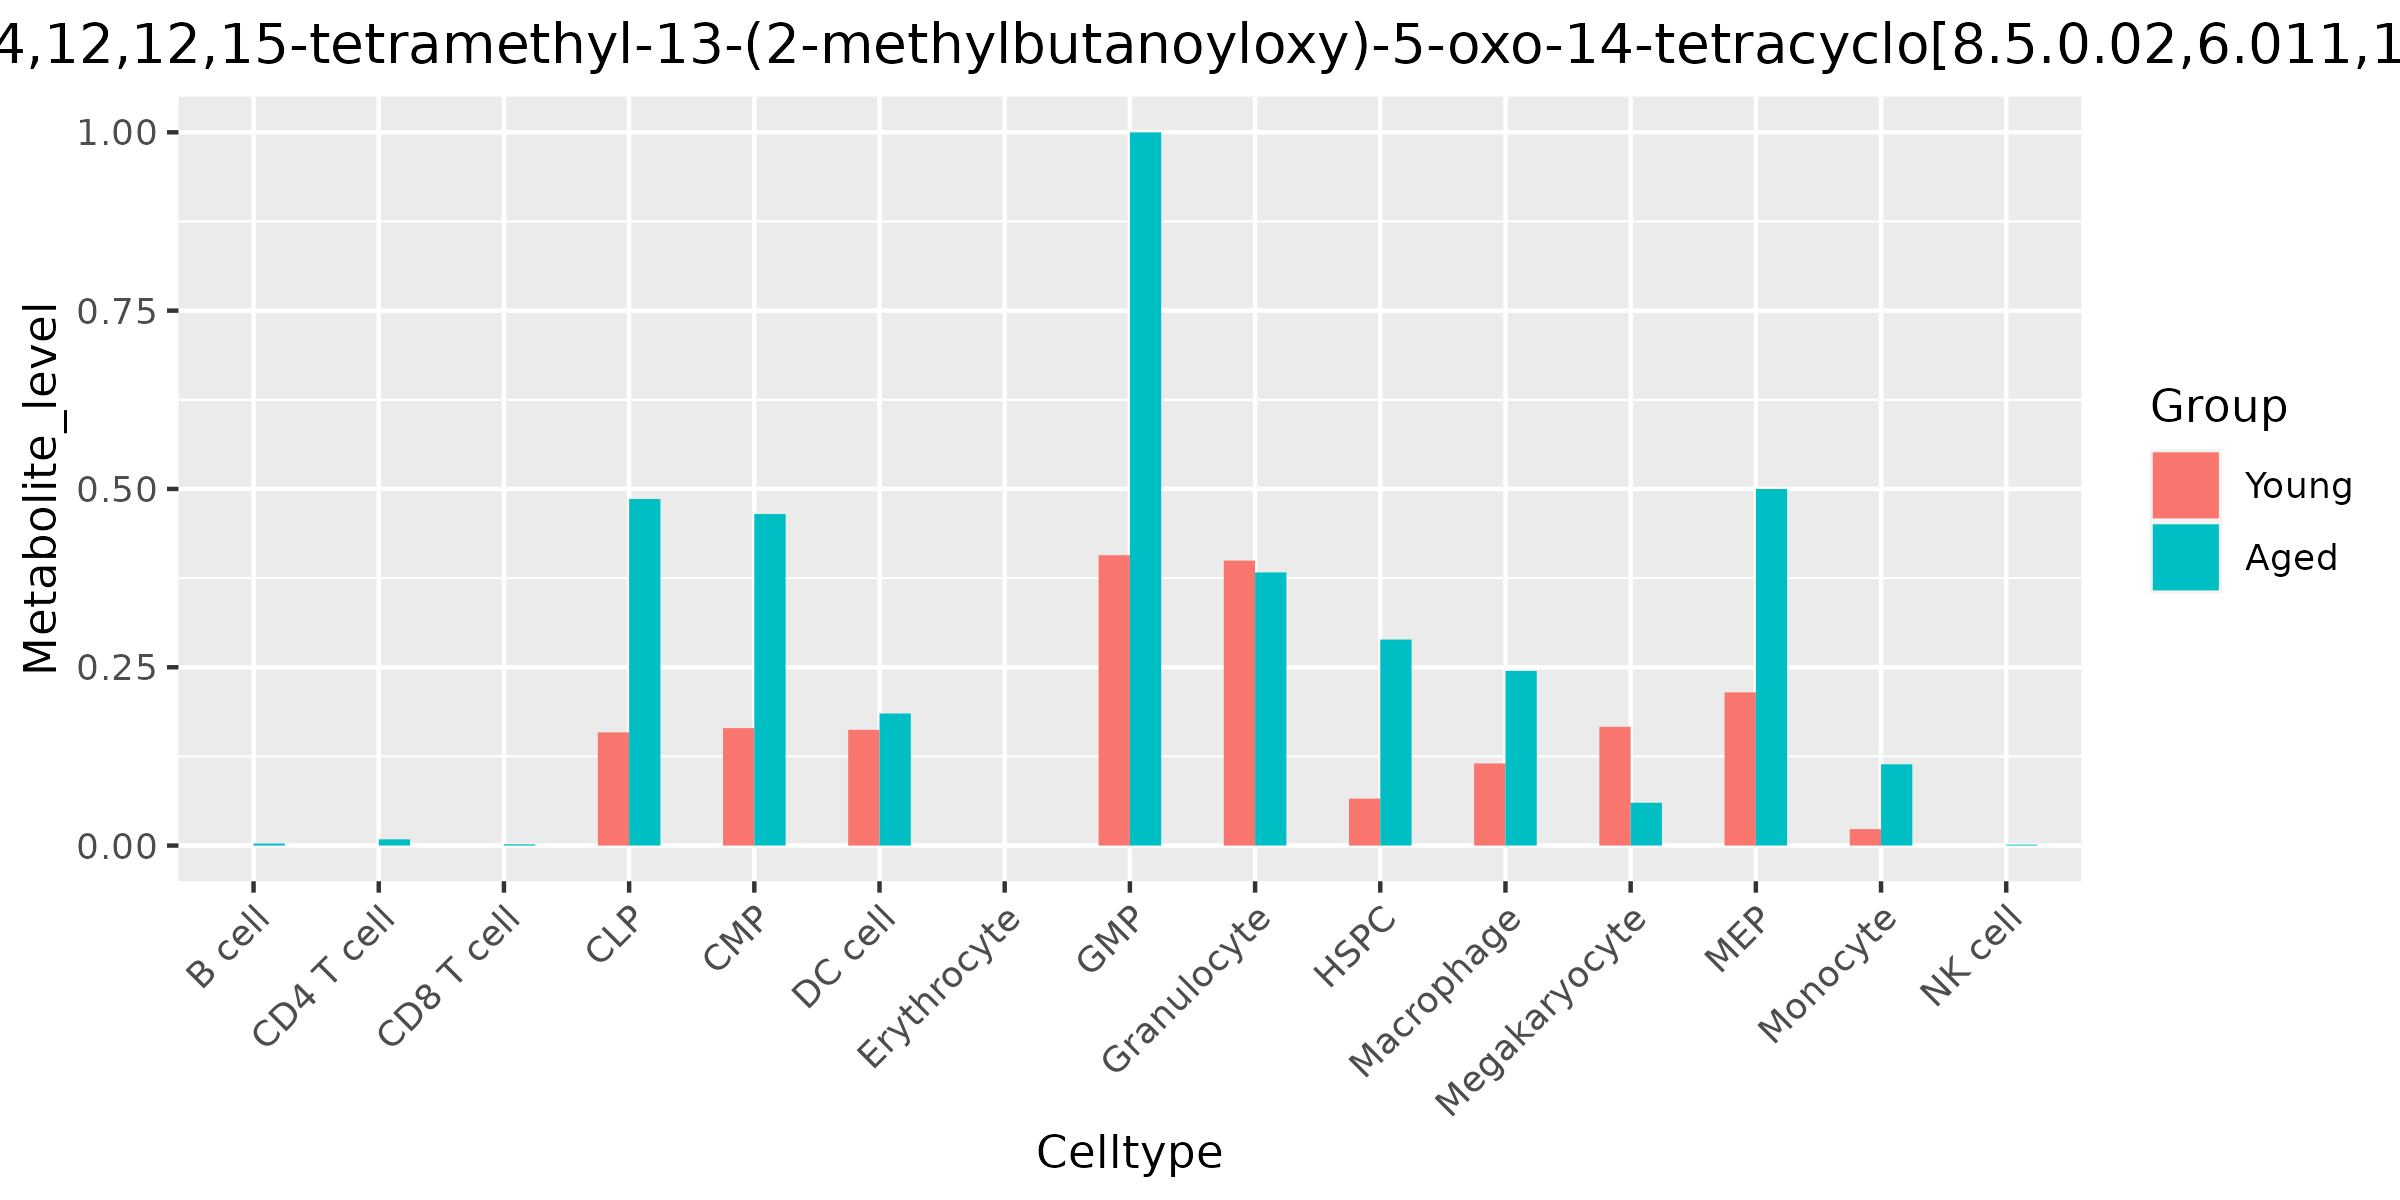 4,12,12,15-tetramethyl-13-(2-methylbutanoyloxy)-5-oxo-14-tetracyclo[8.5.0.02,6.011,1
Metabolite_level
1.00
0.75
0.50
0.25
0.00
B cell
CD4 T cell
CD8 T cell
CLP
CMP
DC cell
Erythrocyte
GMP
Granulocyte
HSPC
Macrophage
Megakaryocyte
MEP
Monocyte
NK cell
Celltype
Group
Young
Aged